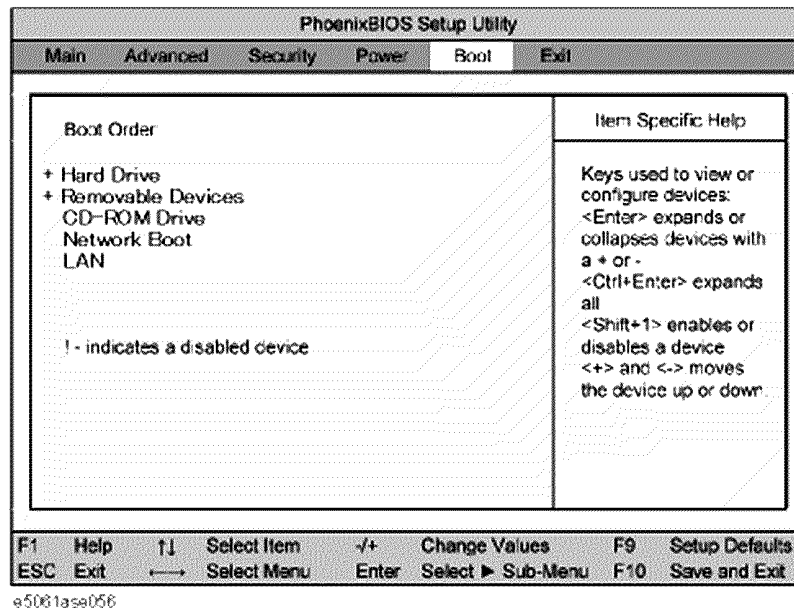 PhoenixBIOS Setup Utility
Main Advanced Security Power Boot Exit
Boot Order
+ Hard Drive
+ Removable Devices
CD-ROM Drive
Network Boot
LAN
! - indicates a disabled device
Item Specific Help
Keys used to view or
configure devices:
<Enter> expands or
collapses devices with
a + or -
<Ctrl+Enter> expands
all
<Shift+1> enables or
disables a device
<+> and <-> moves
the device up or down.
F1 Help ↑↓ Select Item -/+ Change Values F9 Setup Defaults
ESC Exit ←→ Select Menu Enter Select ▶ Sub-Menu F10 Save and Exit
e5061ase056